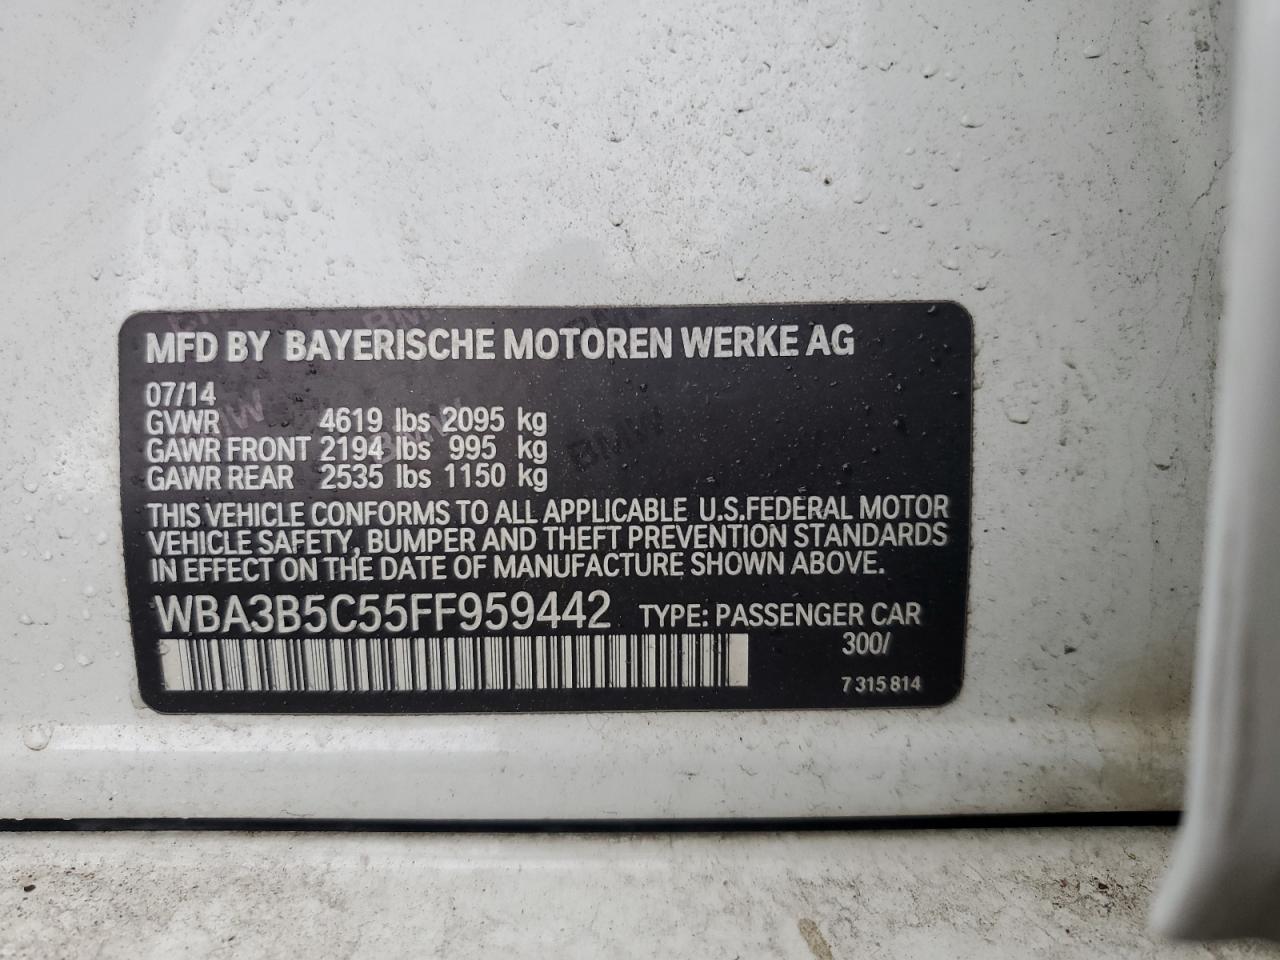 MFD BY BAYERISCHE MOTOREN WERKE AG
07/14
GVWR 4619 lbs 2095 kg
GAWR FRONT 2194 lbs 995 kg
GAWR REAR 2535 lbs 1150 kg
THIS VEHICLE CONFORMS TO ALL APPLICABLE U.S.FEDERAL MOTOR
VEHICLE SAFETY, BUMPER AND THEFT PREVENTION STANDARDS
IN EFFECT ON THE DATE OF MANUFACTURE SHOWN ABOVE.
WBA3B5C55FF959442 TYPE: PASSENGER CAR
300/
7 315 814